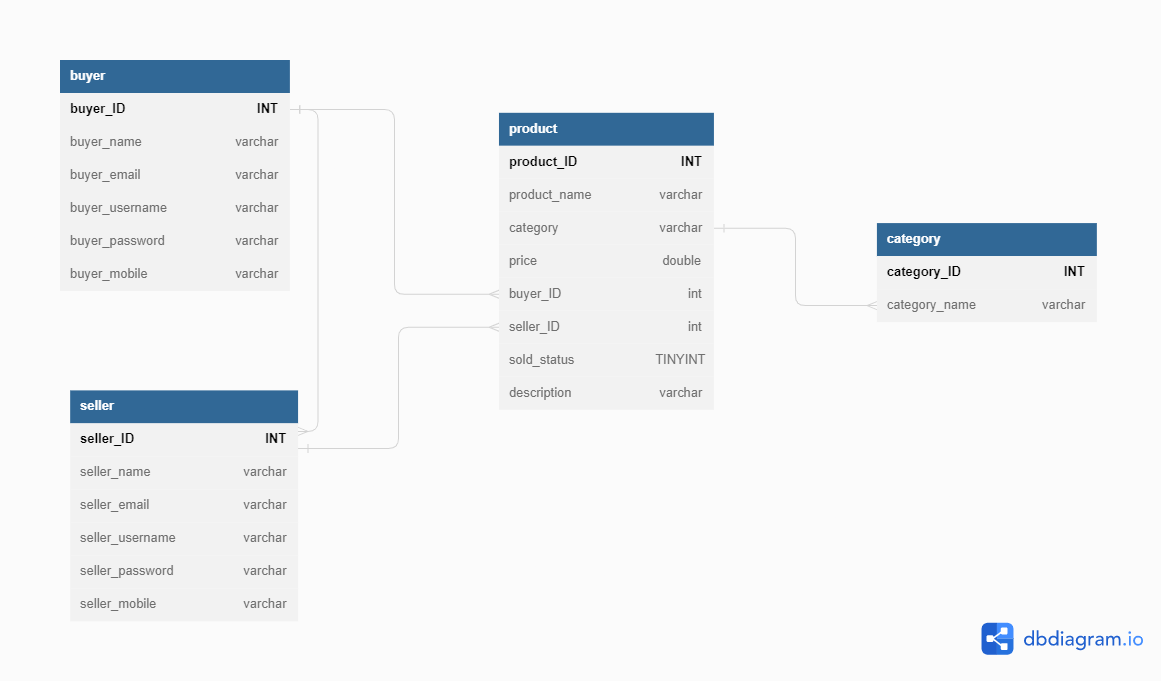 buyer
buyer_ID INT
buyer_name varchar
buyer_email varchar
buyer_username varchar
buyer_password varchar
buyer_mobile varchar
product
product_ID INT
product_name varchar
category varchar
price double
buyer_ID int
seller_ID int
sold_status TINYINT
description varchar
category
category_ID INT
category_name varchar
seller
seller_ID INT
seller_name varchar
seller_email varchar
seller_username varchar
seller_password varchar
seller_mobile varchar
dbdiagram.io